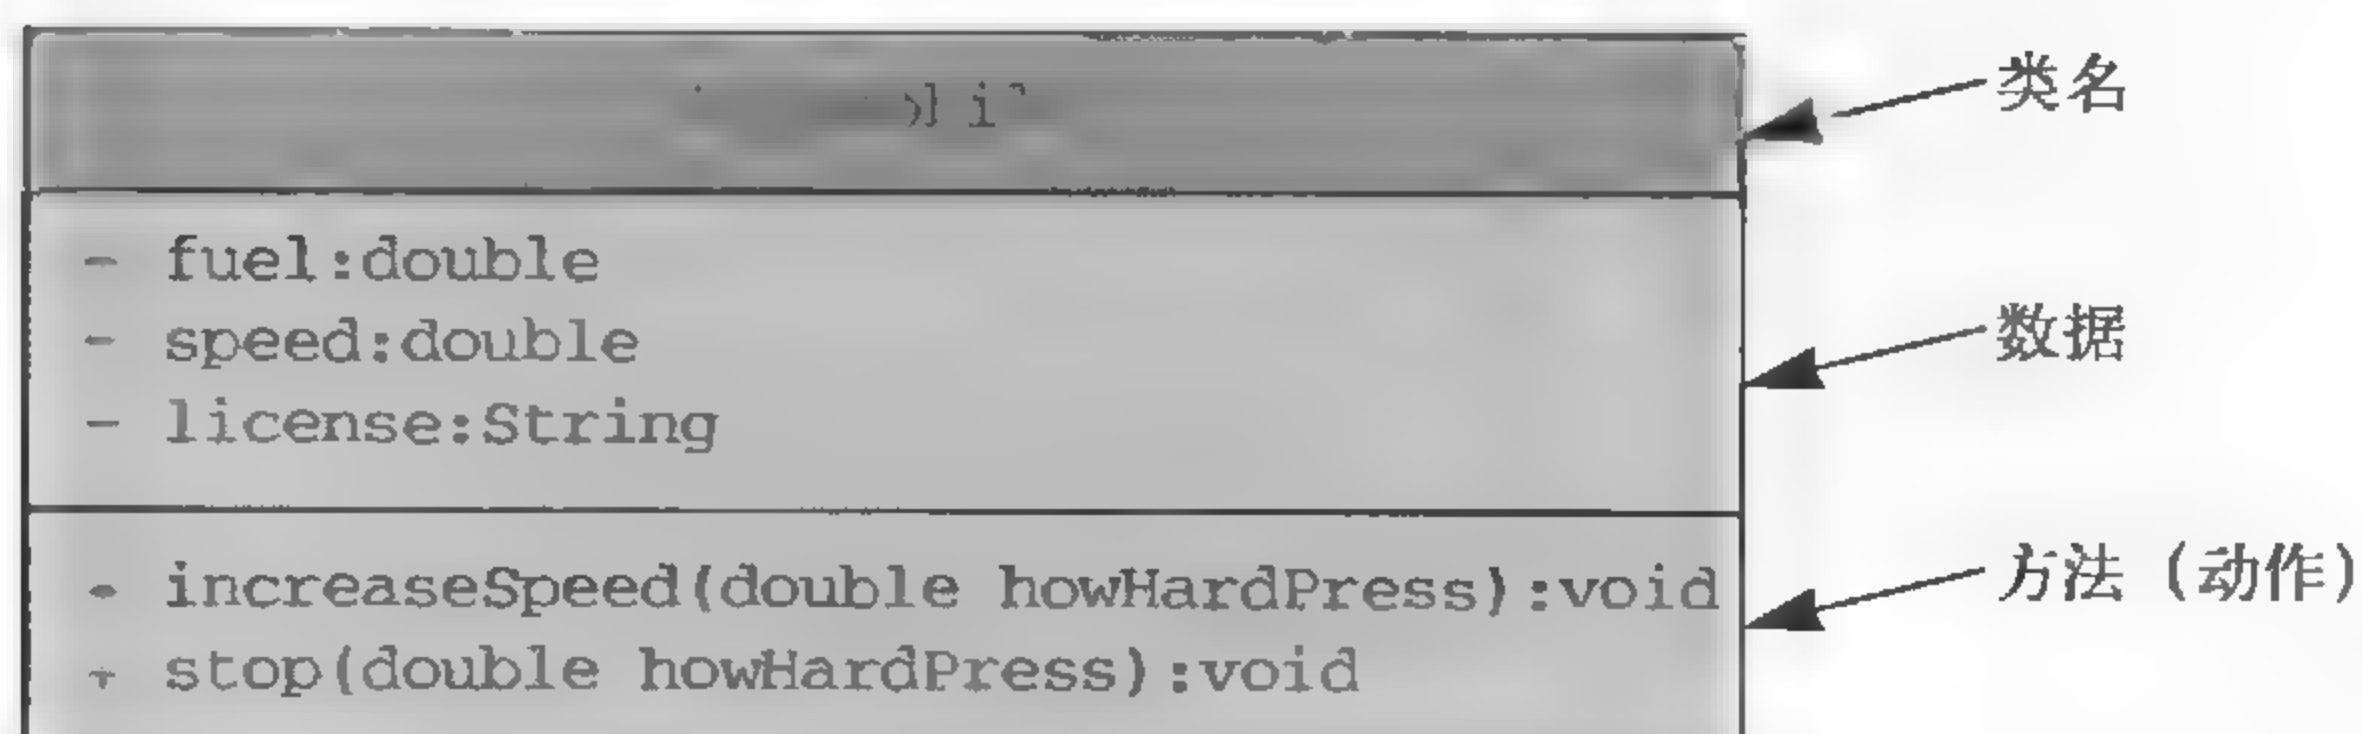 类名
- fuel:double
- speed:double
- license:String
数据
increaseSpeed(double howHardPress):void
+ stop(double howHardPress):void
方法（动作）